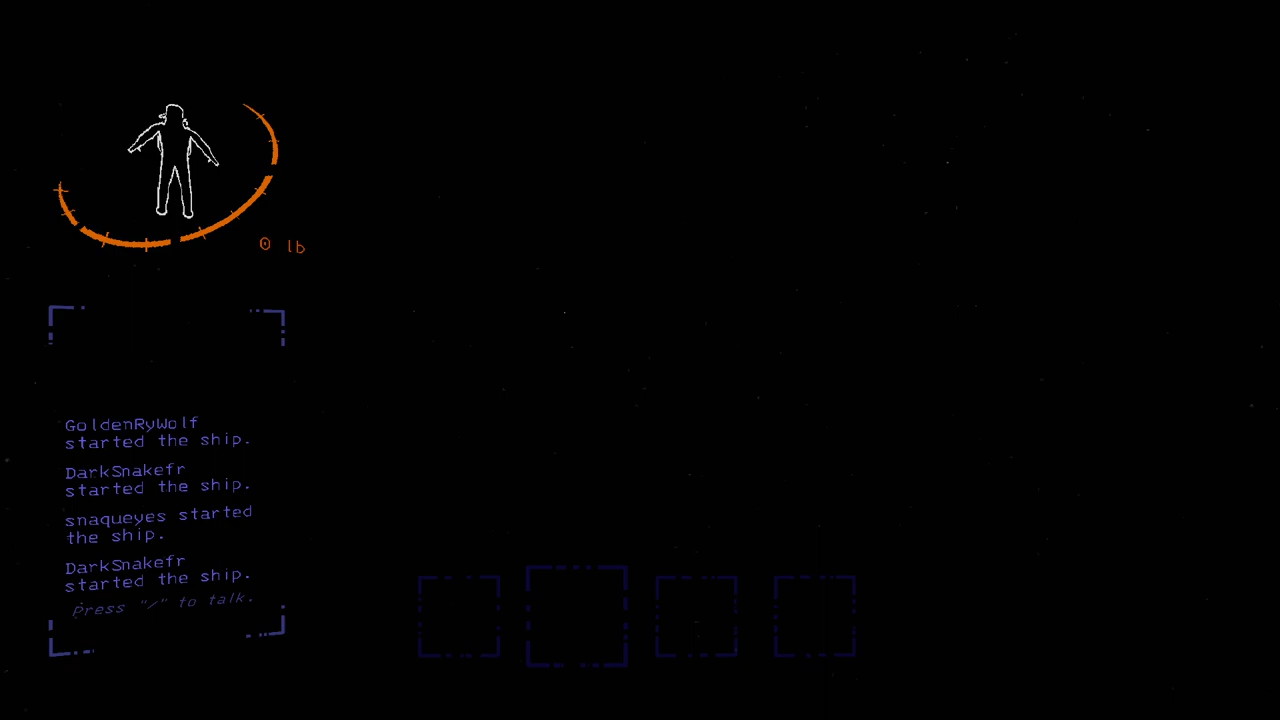 0 lb
GoldenRyWolf
started the ship.
DarkSnakefr
started the ship.
snaqueyes started
the ship.
DarkSnakefr
started the ship.
Press "/" to talk.